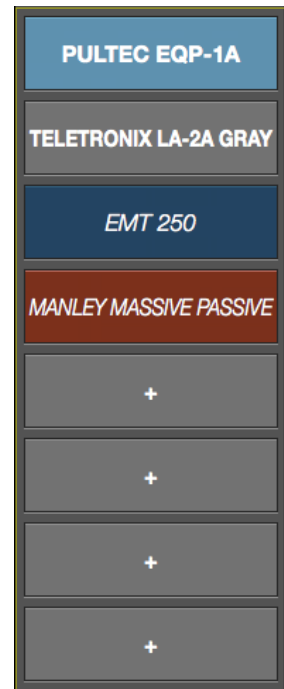 PULTEC EQP-1A
TELETRONIX LA-2A GRAY
EMT 250
MANLEY MASSIVE PASSIVE
+
+
+
+